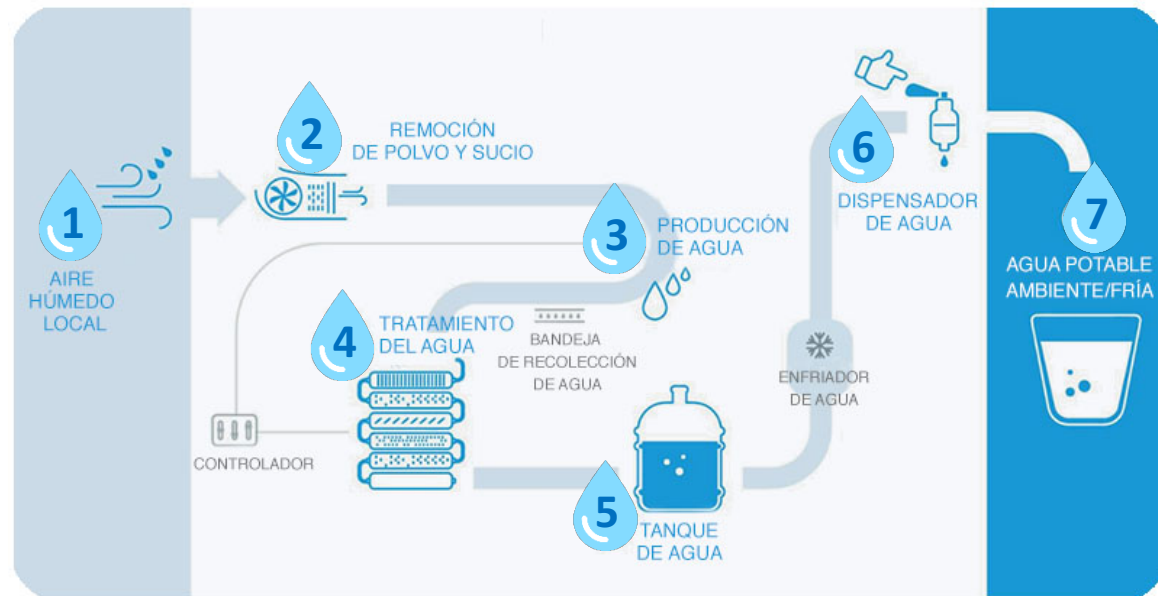 1
AIRE
HÚMEDO
LOCAL
2
REMOCIÓN
DE POLVO Y SUCIO
3
PRODUCCIÓN
DE AGUA
4
TRATAMIENTO
DEL AGUA
BANDEJA
DE RECOLECCIÓN
DE AGUA
CONTROLADOR
5
TANQUE
DE AGUA
ENFRIADOR
DE AGUA
6
DISPENSADOR
DE AGUA
7
AGUA POTABLE
AMBIENTE/FRÍA